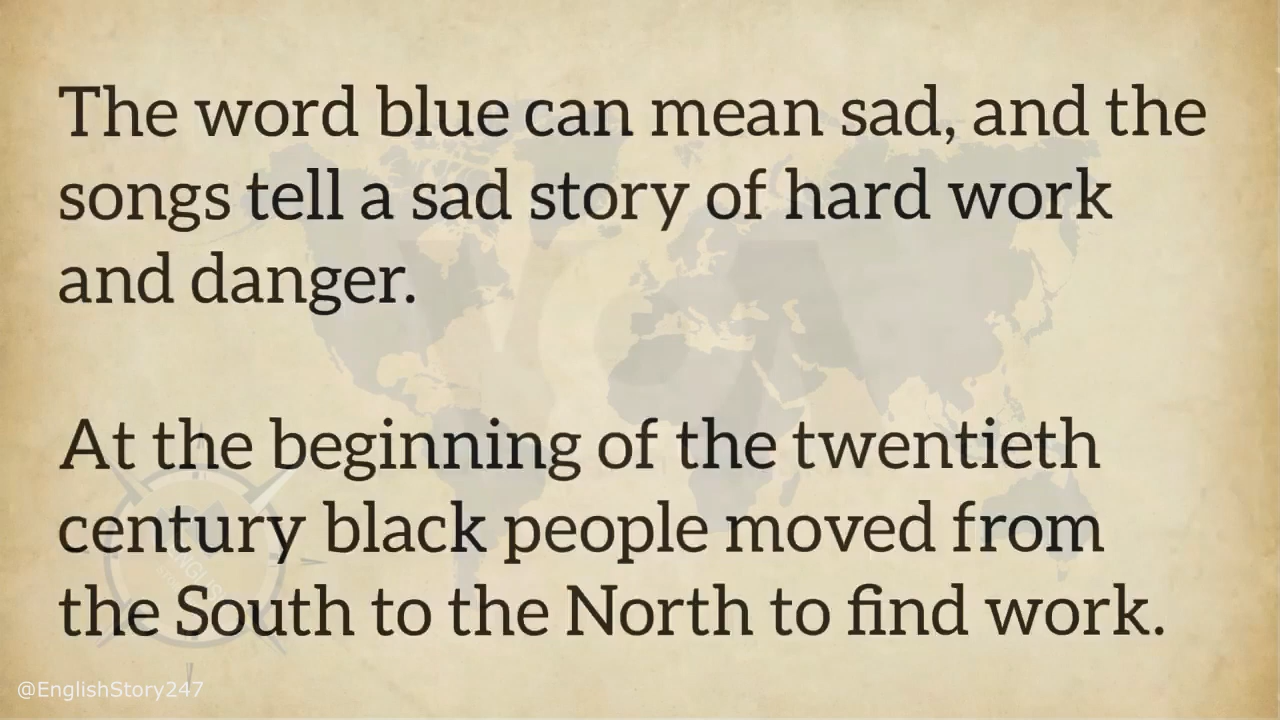 The word blue can mean sad, and the
songs tell a sad story of hard work
and danger.
At the beginning of the twentieth
century black people moved from
the South to the North to find work.
@EnglishStory247